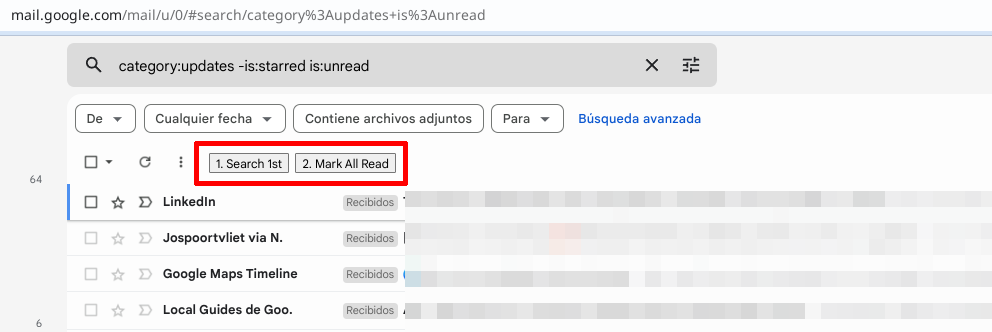 mail.google.com/mail/u/0/#search/category%3Aupdates+is%3Aunread
category:updates -is:starred is:unread
De Cualquier fecha Contiene archivos adjuntos Para Búsqueda avanzada
1. Search 1st 2. Mark All Read
64
LinkedIn Recibidos
Jospoortvliet via N. Recibidos
Google Maps Timeline Recibidos
Local Guides de Goo. Recibidos
6